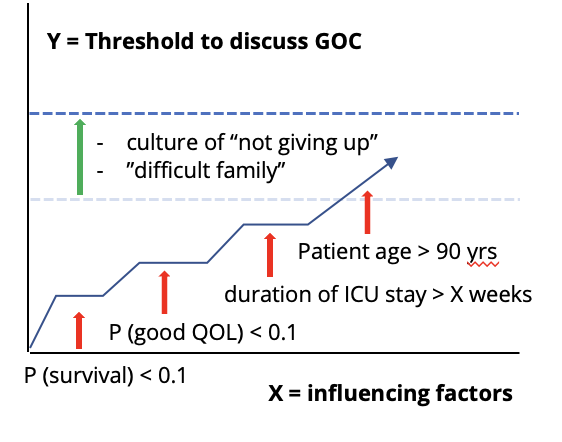 Y = Threshold to discuss GOC
- culture of “not giving up”
- ”difficult family”
Patient age > 90 yrs
duration of ICU stay > X weeks
P (good QOL) < 0.1
P (survival) < 0.1
X = influencing factors